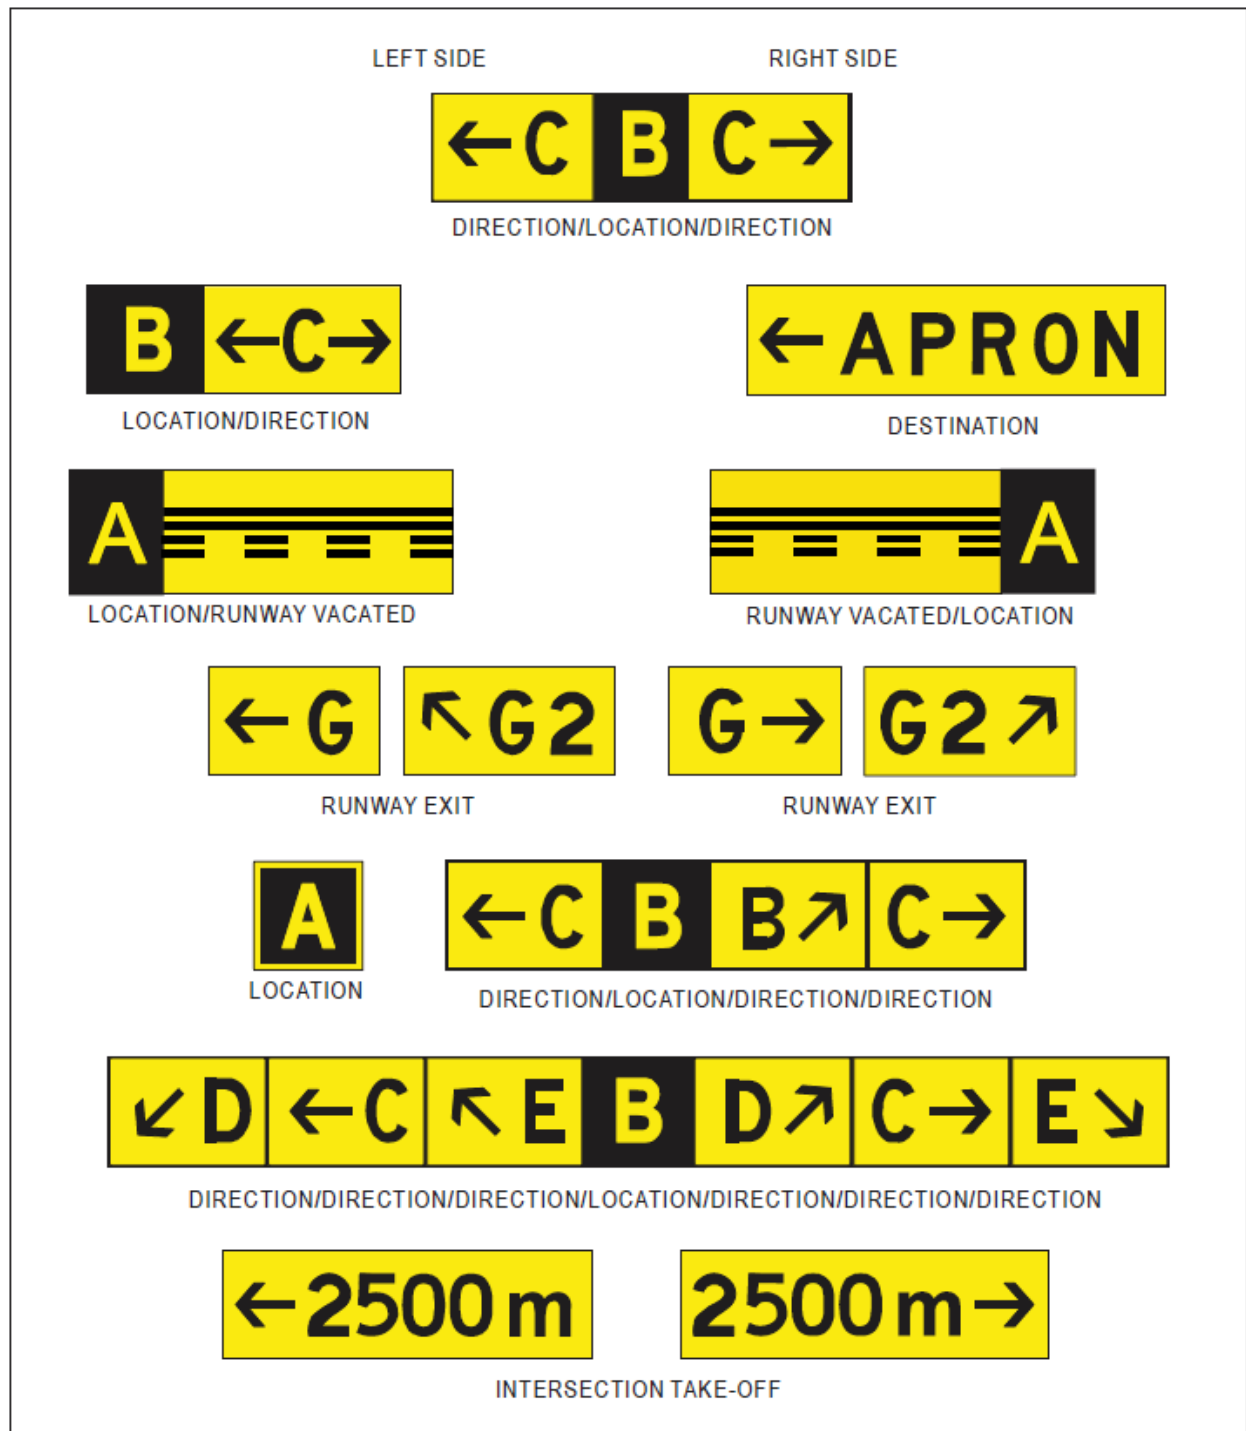 LEFT SIDE RIGHT SIDE
←C B C→
DIRECTION/LOCATION/DIRECTION
B ←C→
←APRON
LOCATION/DIRECTION
DESTINATION
A
A
LOCATION/RUNWAY VACATED
RUNWAY VACATED/LOCATION
←G ↖G2 G→ G2↗
RUNWAY EXIT RUNWAY EXIT
A
←C B B↗ C→
LOCATION
DIRECTION/LOCATION/DIRECTION/DIRECTION
↙D ←C ↖E B D↗ C→ E↘
DIRECTION/DIRECTION/DIRECTION/LOCATION/DIRECTION/DIRECTION/DIRECTION
←2500m 2500m→
INTERSECTION TAKE-OFF